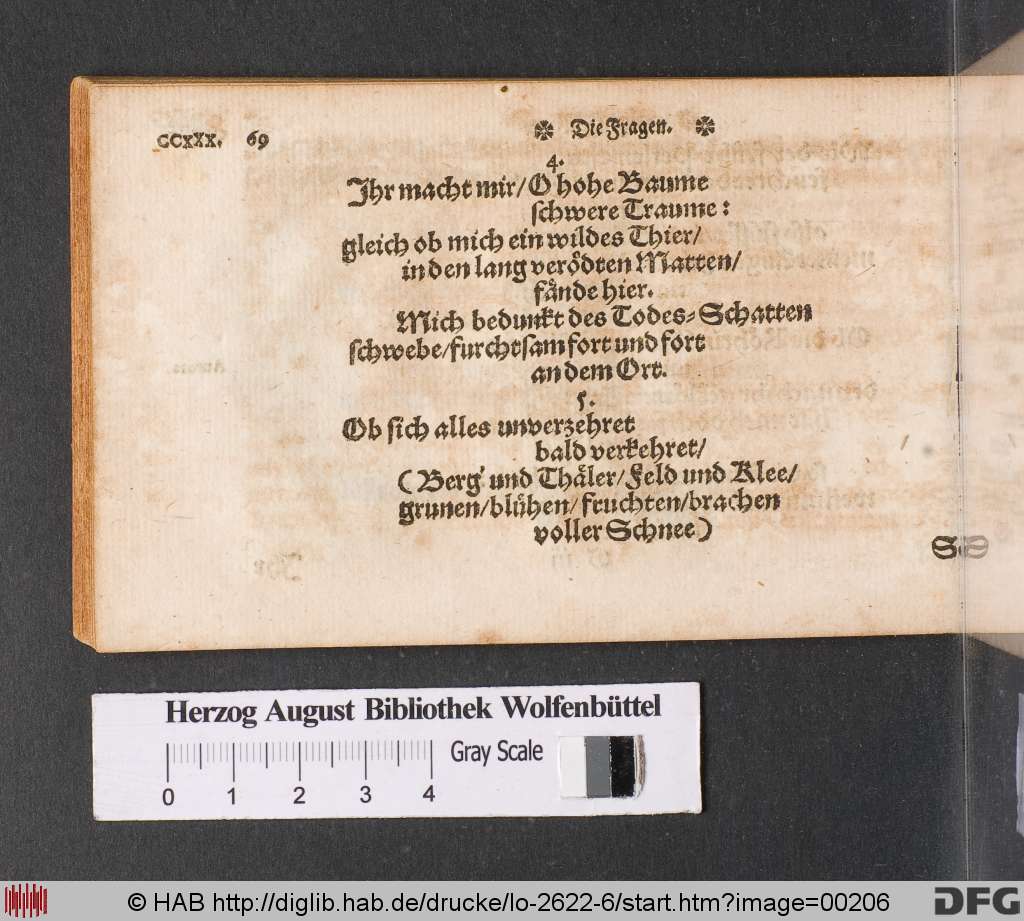 CCXXX. 69 ❊ Die Fragen. ❊
4.
Ihr macht mir/ O hohe Baume
schwere Traume:
gleich ob mich ein wildes Thier/
in den lang verödten Matten/
fånde hier.
Mich bedunkt des Todes-Schatten
schwebe/ furchtsam fort und fort
an dem Ort.
5.
Ob sich alles unverzehret
bald verkehret/
(Berg' und Thåler/ Feld und Klee/
grunen/ blühen/ fruchten/ brachen
voller Schnee)
Herzog August Bibliothek Wolfenbüttel
Gray Scale
0 1 2 3 4
© HAB http://diglib.hab.de/drucke/lo-2622-6/start.htm?image=00206
DFG